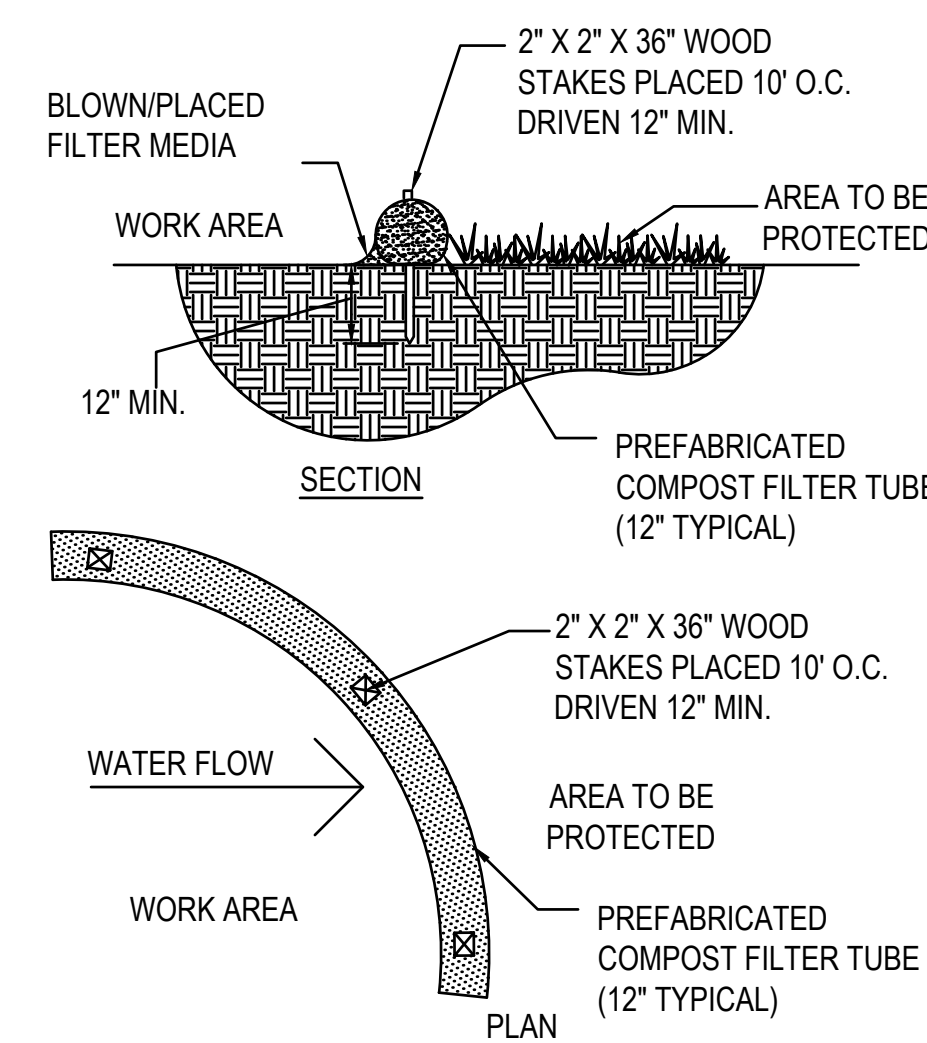 2" X 2" X 36" WOOD
STAKES PLACED 10' O.C.
DRIVEN 12" MIN.
BLOWN/PLACED
FILTER MEDIA
WORK AREA
AREA TO BE
PROTECTED
12" MIN.
PREFABRICATED
COMPOST FILTER TUBE
(12" TYPICAL)
SECTION
2" X 2" X 36" WOOD
STAKES PLACED 10' O.C.
DRIVEN 12" MIN.
WATER FLOW
AREA TO BE
PROTECTED
WORK AREA
PREFABRICATED
COMPOST FILTER TUBE
(12" TYPICAL)
PLAN